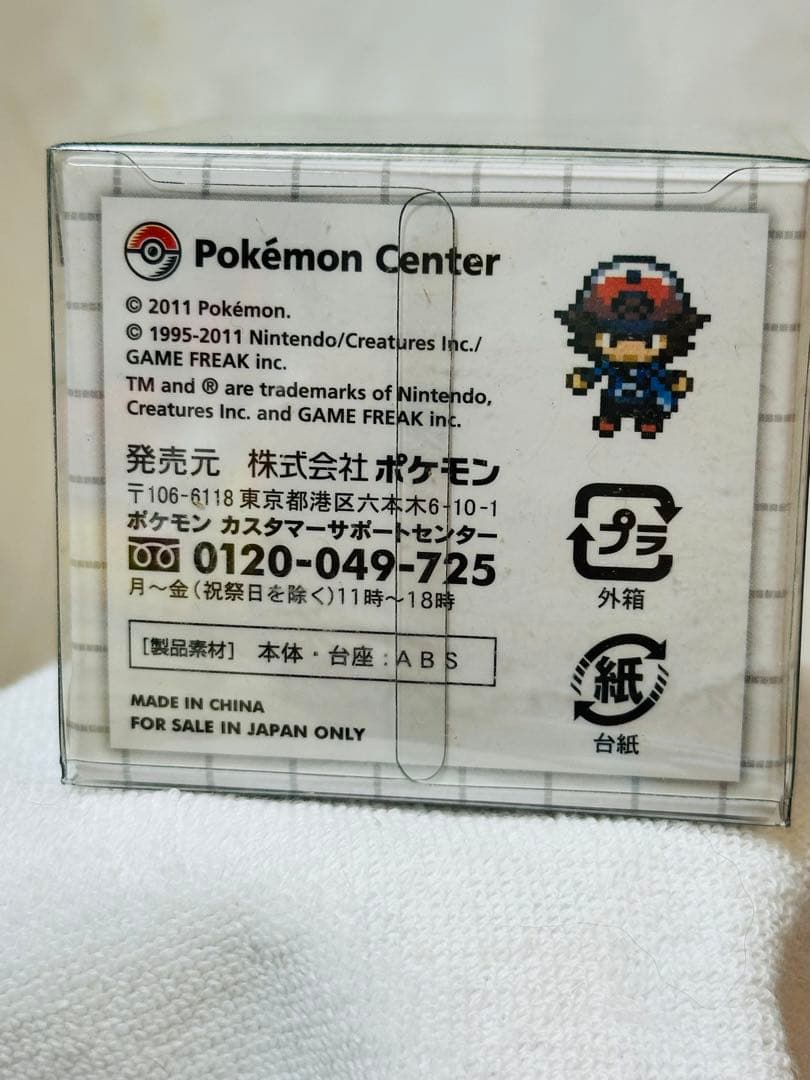 Pokémon Center
© 2011 Pokémon.
© 1995-2011 Nintendo/Creatures Inc./
GAME FREAK inc.
TM and ® are trademarks of Nintendo,
Creatures Inc. and GAME FREAK inc.
発売元 株式会社ポケモン
〒106-6118 東京都港区六本木6-10-1
ポケモン カスタマーサポートセンター
0120-049-725
月～金(祝祭日を除く)11時～18時
[製品素材] 本体・台座:ABS
MADE IN CHINA
FOR SALE IN JAPAN ONLY
プラ
外箱
紙
台紙